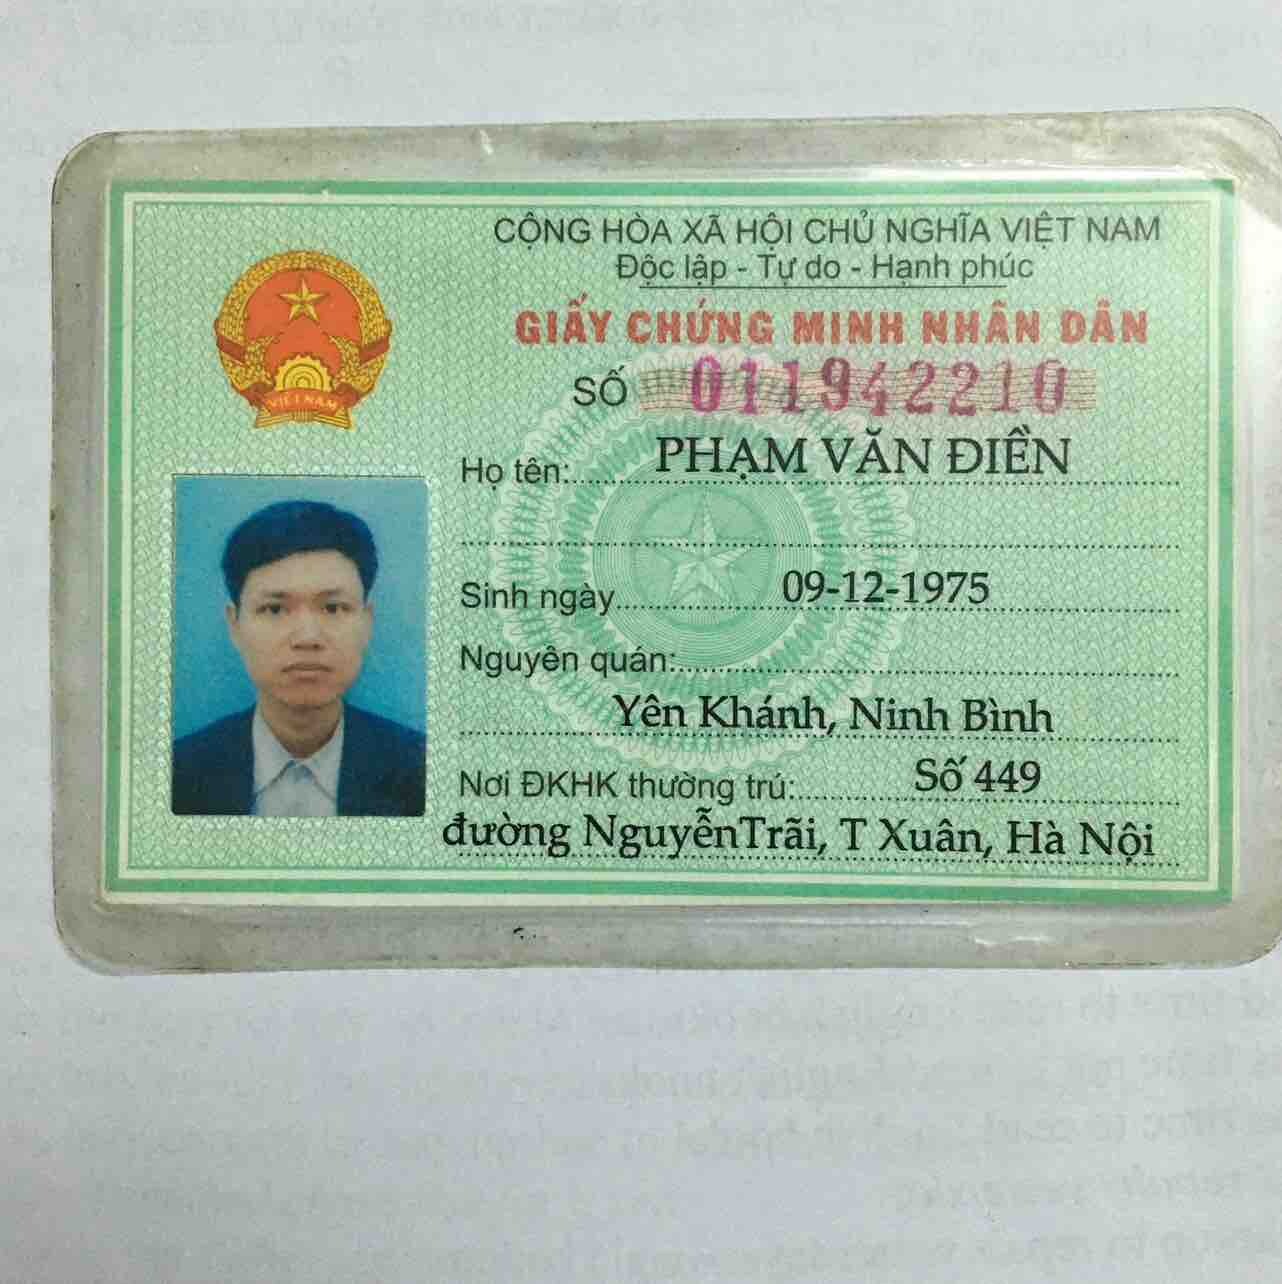 CỘNG HÒA XÃ HỘI CHỦ NGHĨA VIỆT NAM
Độc lập - Tự do - Hạnh phúc
GIẤY CHỨNG MINH NHÂN DÂN
SỐ 011942210
VIỆT NAM
Họ tên: PHẠM VĂN ĐIỀN
Sinh ngày 09-12-1975
Nguyên quán:
Yên Khánh, Ninh Bình
Nơi ĐKHK thường trú: Số 449
đường NguyễnTrãi, T Xuân, Hà Nội